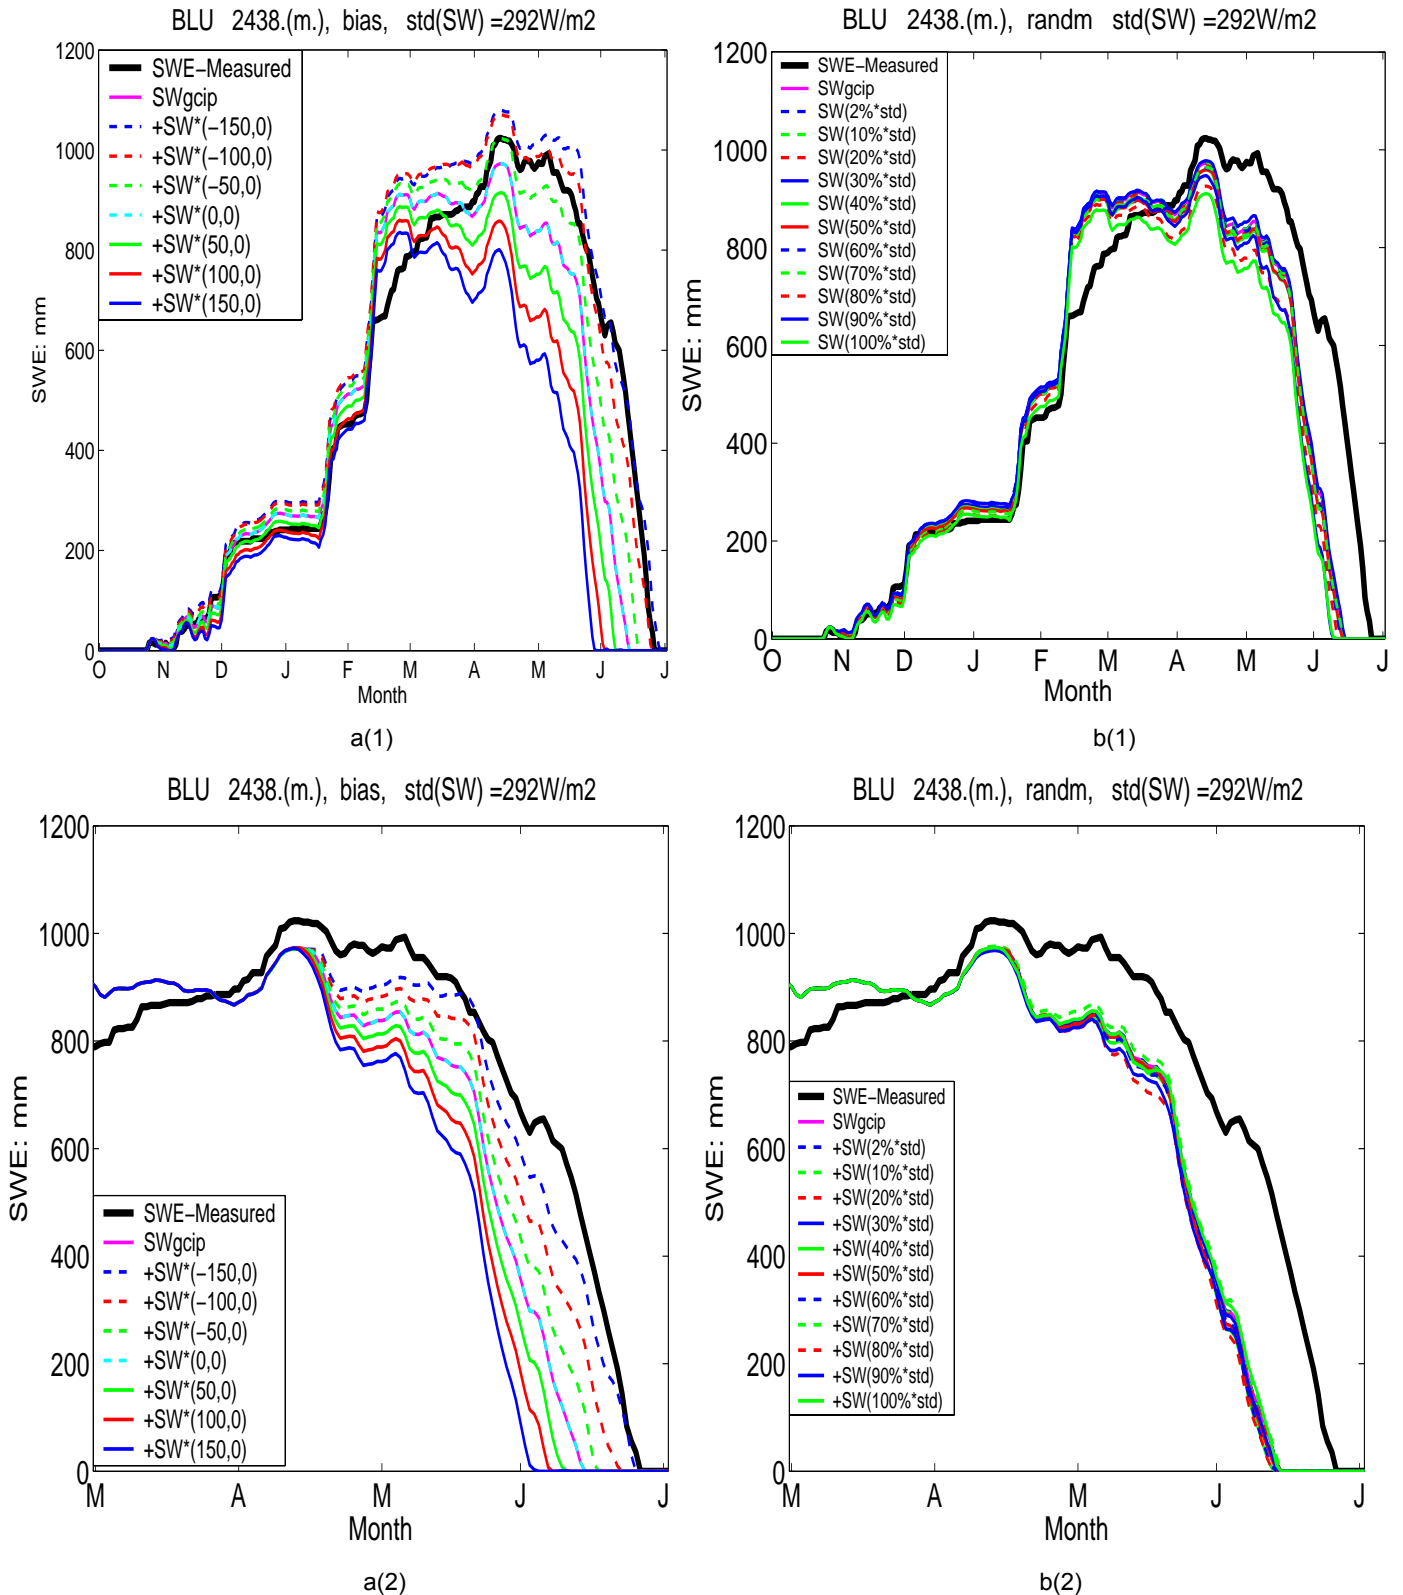 BLU 2438.(m.), bias, std(SW) =292W/m2
1200
1000
800
600
400
200
0
SWE: mm
SWE−Measured
SWgcip
+SW*(−150,0)
+SW*(−100,0)
+SW*(−50,0)
+SW*(0,0)
+SW*(50,0)
+SW*(100,0)
+SW*(150,0)
O N D J F M A M J J
Month
a(1)
BLU 2438.(m.), randm std(SW) =292W/m2
1200
1000
800
600
400
200
0
SWE: mm
SWE−Measured
SWgcip
SW(2%*std)
SW(10%*std)
SW(20%*std)
SW(30%*std)
SW(40%*std)
SW(50%*std)
SW(60%*std)
SW(70%*std)
SW(80%*std)
SW(90%*std)
SW(100%*std)
O N D J F M A M J J
Month
b(1)
BLU 2438.(m.), bias, std(SW) =292W/m2
1200
1000
800
600
400
200
0
SWE: mm
SWE−Measured
SWgcip
+SW*(−150,0)
+SW*(−100,0)
+SW*(−50,0)
+SW*(0,0)
+SW*(50,0)
+SW*(100,0)
+SW*(150,0)
M A M J J
Month
a(2)
BLU 2438.(m.), randm, std(SW) =292W/m2
1200
1000
800
600
400
200
0
SWE: mm
SWE−Measured
SWgcip
+SW(2%*std)
+SW(10%*std)
+SW(20%*std)
+SW(30%*std)
+SW(40%*std)
+SW(50%*std)
+SW(60%*std)
+SW(70%*std)
+SW(80%*std)
+SW(90%*std)
+SW(100%*std)
M A M J J
Month
b(2)